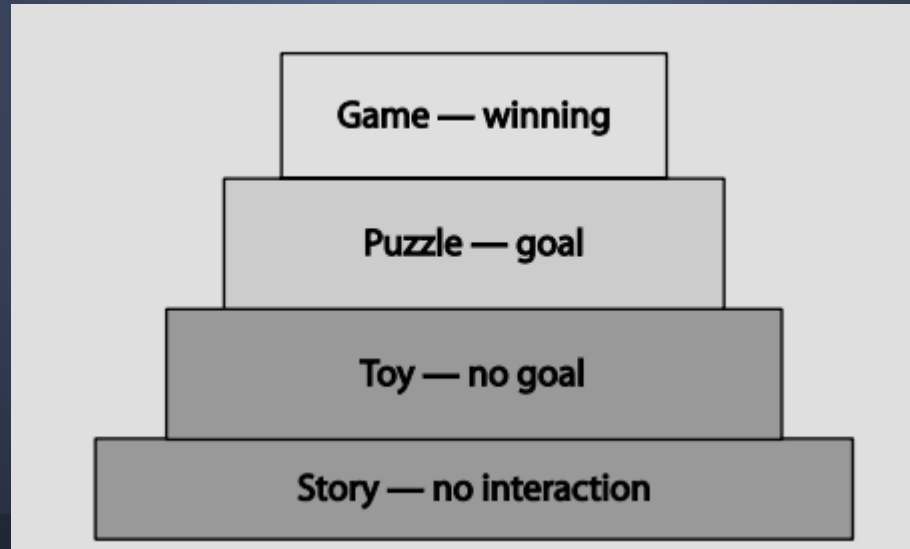 Game — winning
Puzzle — goal
Toy — no goal
Story — no interaction